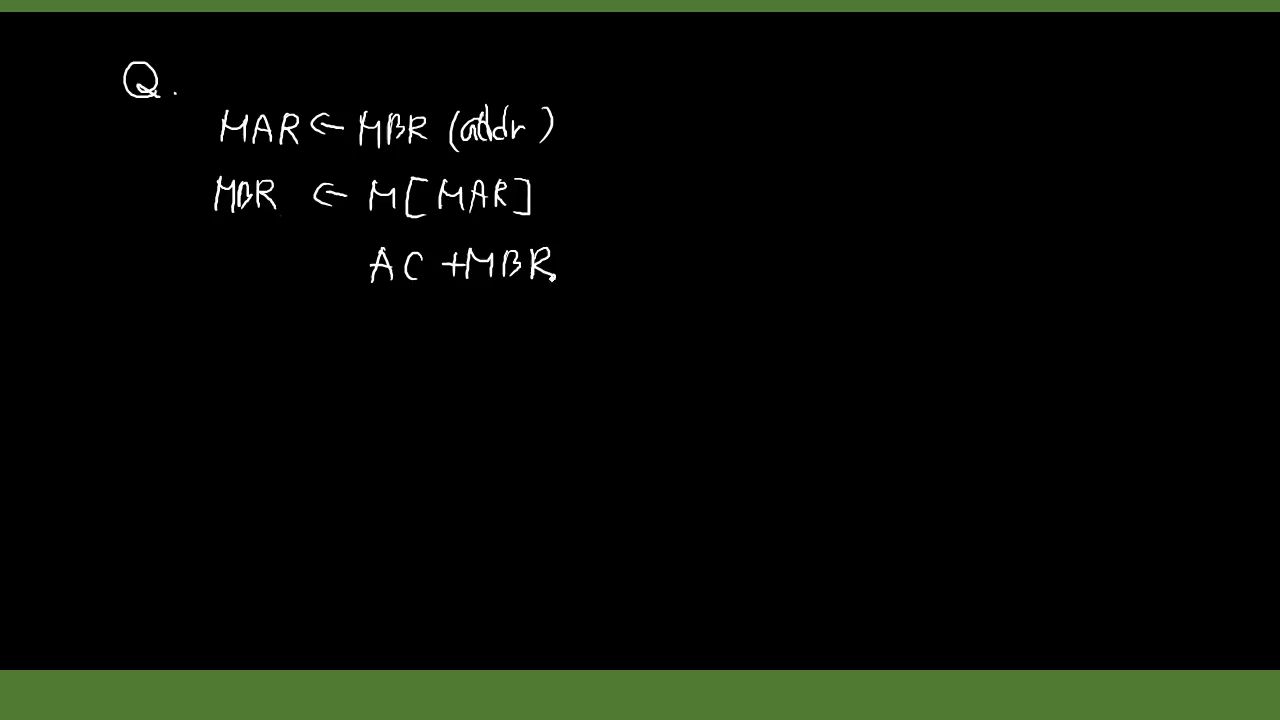 Q.
MAR ← MBR (addr)
MBR ← M[MAR]
AC + MBR